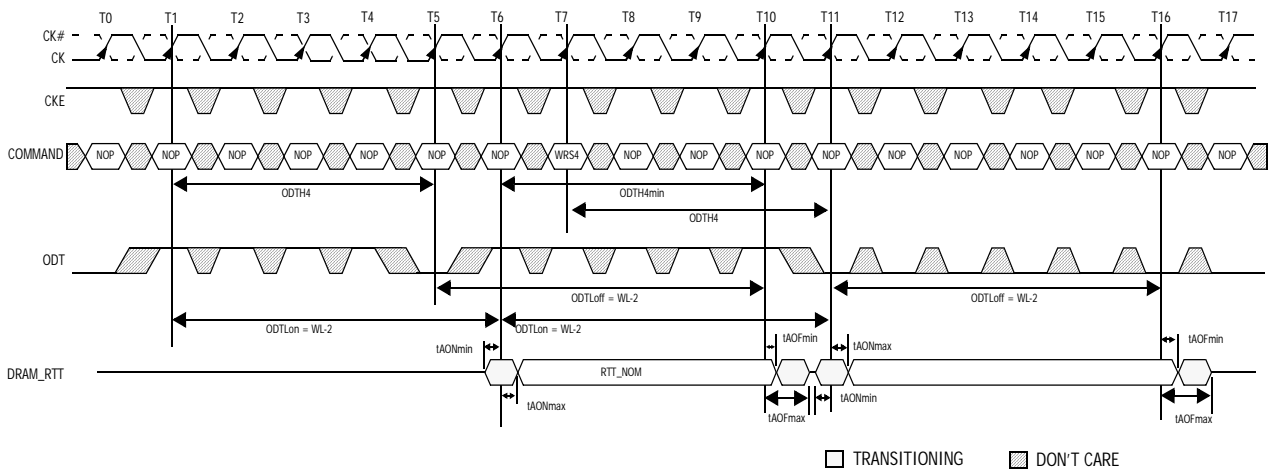 T0 T1 T2 T3 T4 T5 T6 T7 T8 T9 T10 T11 T12 T13 T14 T15 T16 T17
CK#
CK
CKE
COMMAND NOP NOP NOP NOP NOP NOP NOP WRS4 NOP NOP NOP NOP NOP NOP NOP NOP NOP NOP
ODTH4 ODTH4min
ODTH4
ODT
ODTLoff = WL-2 ODTLoff = WL-2
ODTLon = WL-2 ODTLon = WL-2
tAONmin tAOFmin tAONmax tAOFmin
DRAM_RTT RTT_NOM
tAONmax tAOFmax tAONmin tAOFmax
TRANSITIONING DON'T CARE